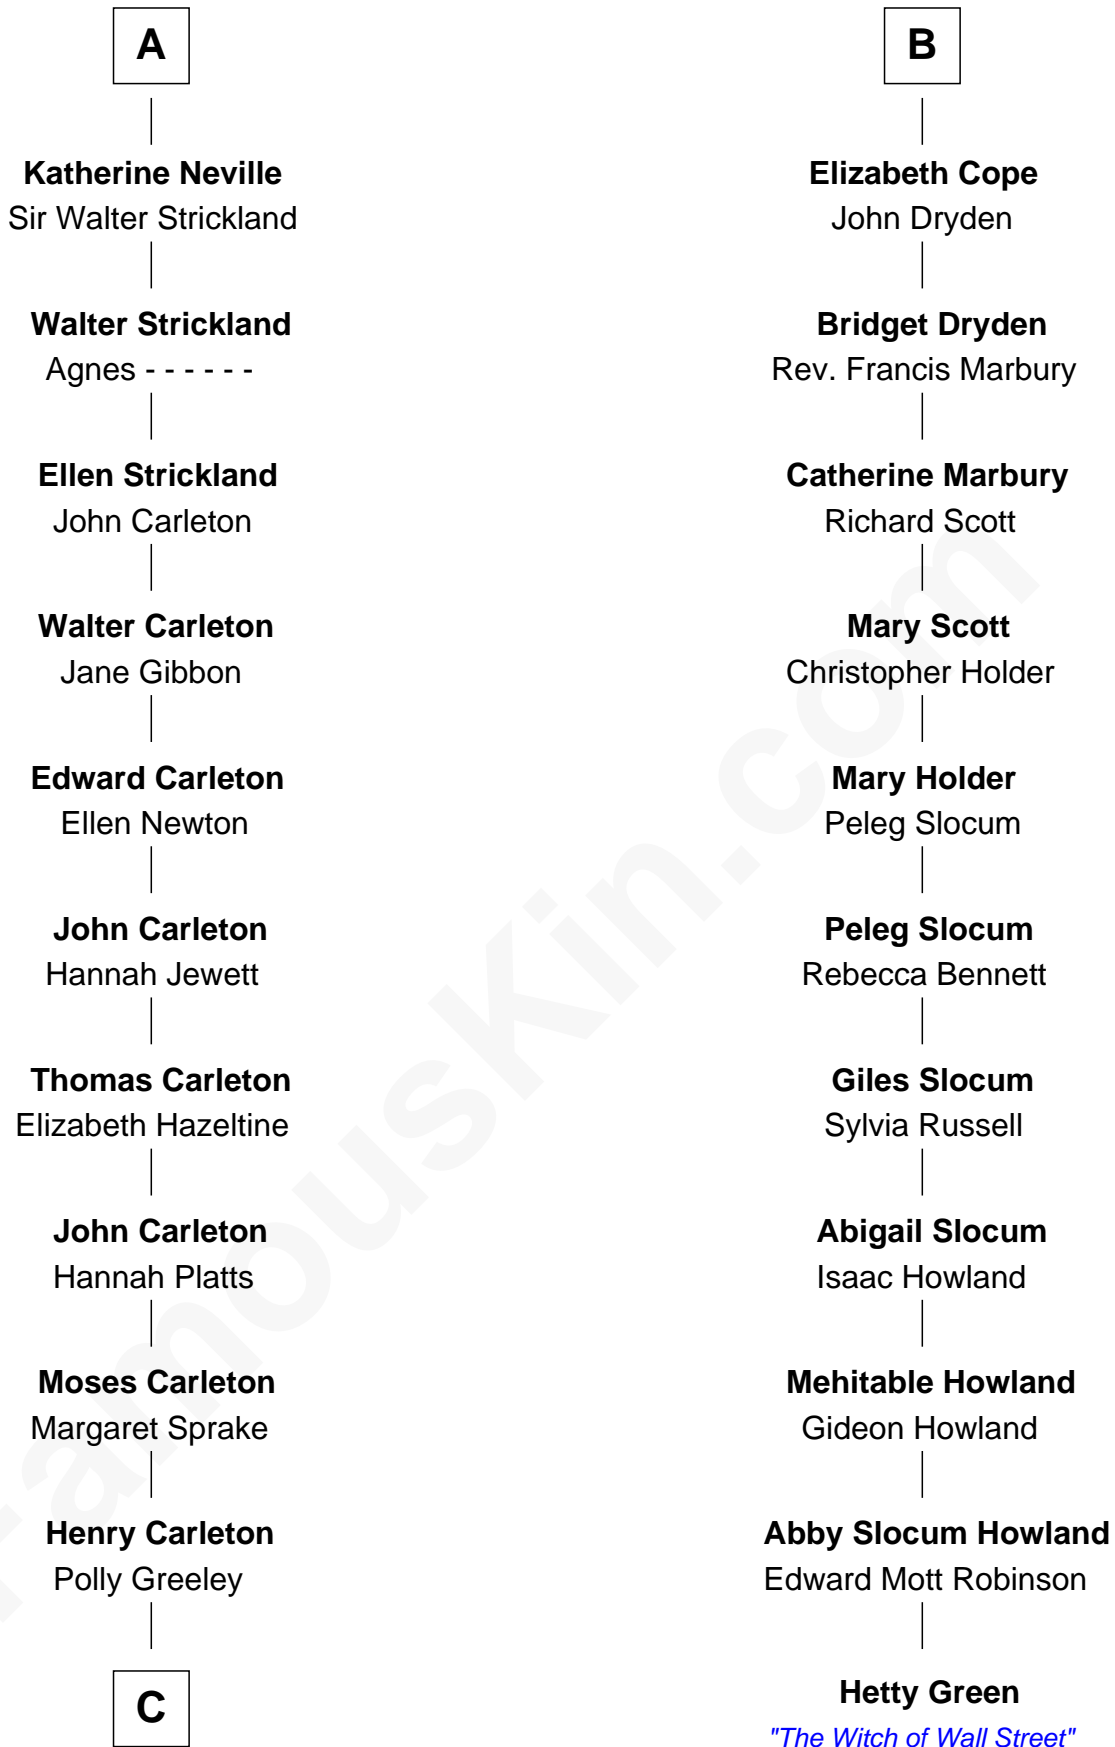 A
Katherine Neville
Sir Walter Strickland
Walter Strickland
Agnes - - - - - -
Ellen Strickland
John Carleton
Walter Carleton
Jane Gibbon
Edward Carleton
Ellen Newton
John Carleton
Hannah Jewett
Thomas Carleton
Elizabeth Hazeltine
John Carleton
Hannah Platts
Moses Carleton
Margaret Sprake
Henry Carleton
Polly Greeley
C
B
Elizabeth Cope
John Dryden
Bridget Dryden
Rev. Francis Marbury
Catherine Marbury
Richard Scott
Mary Scott
Christopher Holder
Mary Holder
Peleg Slocum
Peleg Slocum
Rebecca Bennett
Giles Slocum
Sylvia Russell
Abigail Slocum
Isaac Howland
Mehitable Howland
Gideon Howland
Abby Slocum Howland
Edward Mott Robinson
Hetty Green
"The Witch of Wall Street"
FamousKin.com